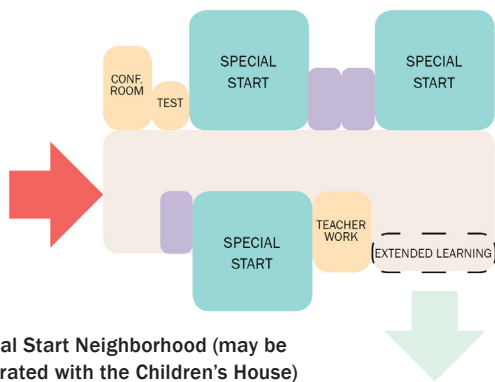 CONF.
ROOM
TEST
SPECIAL
START
SPECIAL
START
SPECIAL
START
TEACHER
WORK
EXTENDED LEARNING
al Start Neighborhood (may be
rated with the Children's House)